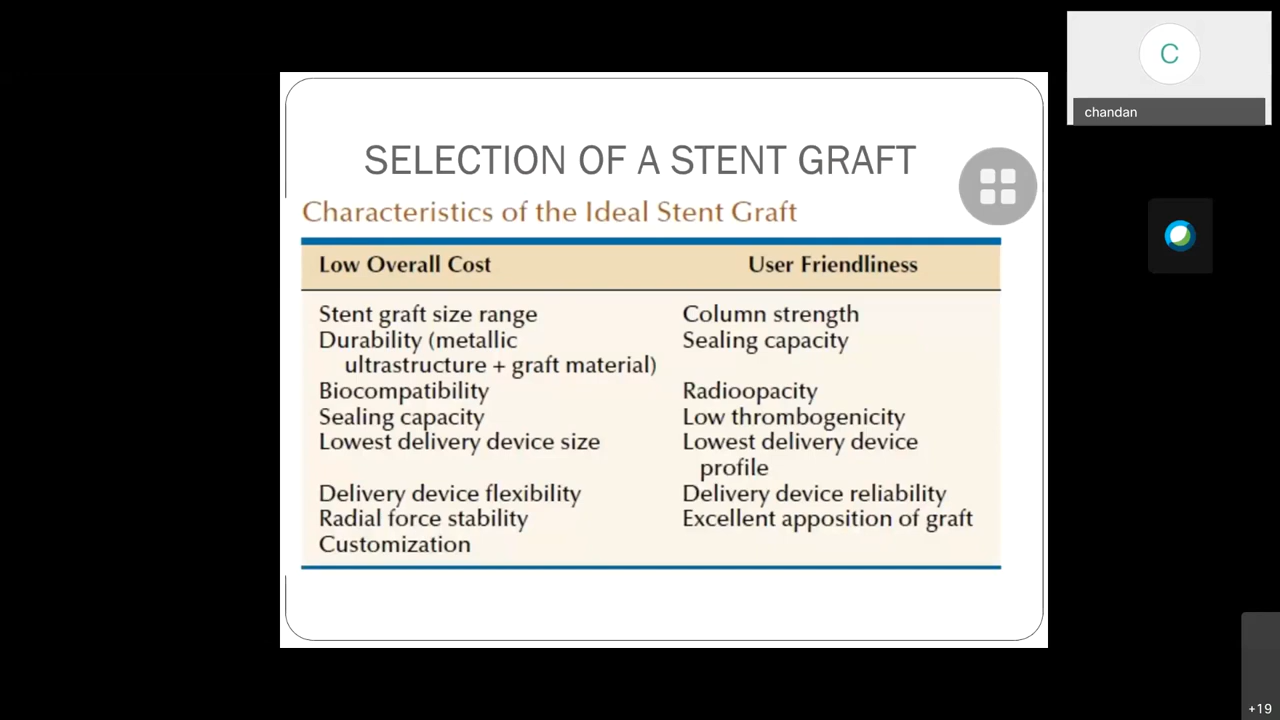 SELECTION OF A STENT GRAFT
Characteristics of the Ideal Stent Graft
Low Overall Cost User Friendliness
Stent graft size range Column strength
Durability (metallic Sealing capacity
ultrastructure + graft material)
Biocompatibility Radioopacity
Sealing capacity Low thrombogenicity
Lowest delivery device size Lowest delivery device
profile
Delivery device flexibility Delivery device reliability
Radial force stability Excellent apposition of graft
Customization
C
chandan
+19